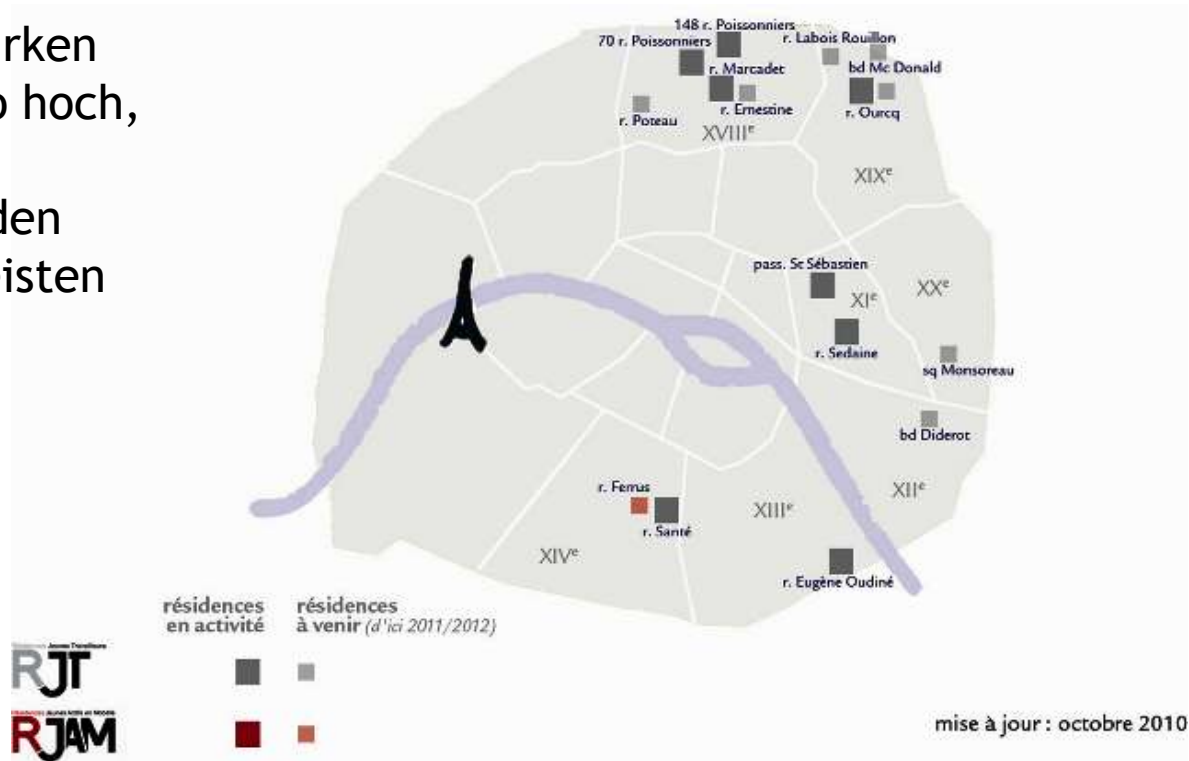 rken
hoch,
den
isten
148 r. Poissonniers
70 r. Poissonniers
r. Labois Rouillon
r. Marcadet
bd Mc Donald
r. Poteau
r. Ernestine
r. Ourcq
XVIIIᵉ
XIXᵉ
pass. St Sébastien
XIᵉ
XXᵉ
r. Sedaine
sq Monsoreau
bd Diderot
r. Ferrus
XIIᵉ
r. Santé
XIIIᵉ
XIVᵉ
r. Eugène Oudiné
résidences
en activité
résidences
à venir (d'ici 2011/2012)
RJT
RJAM
mise à jour : octobre 2010